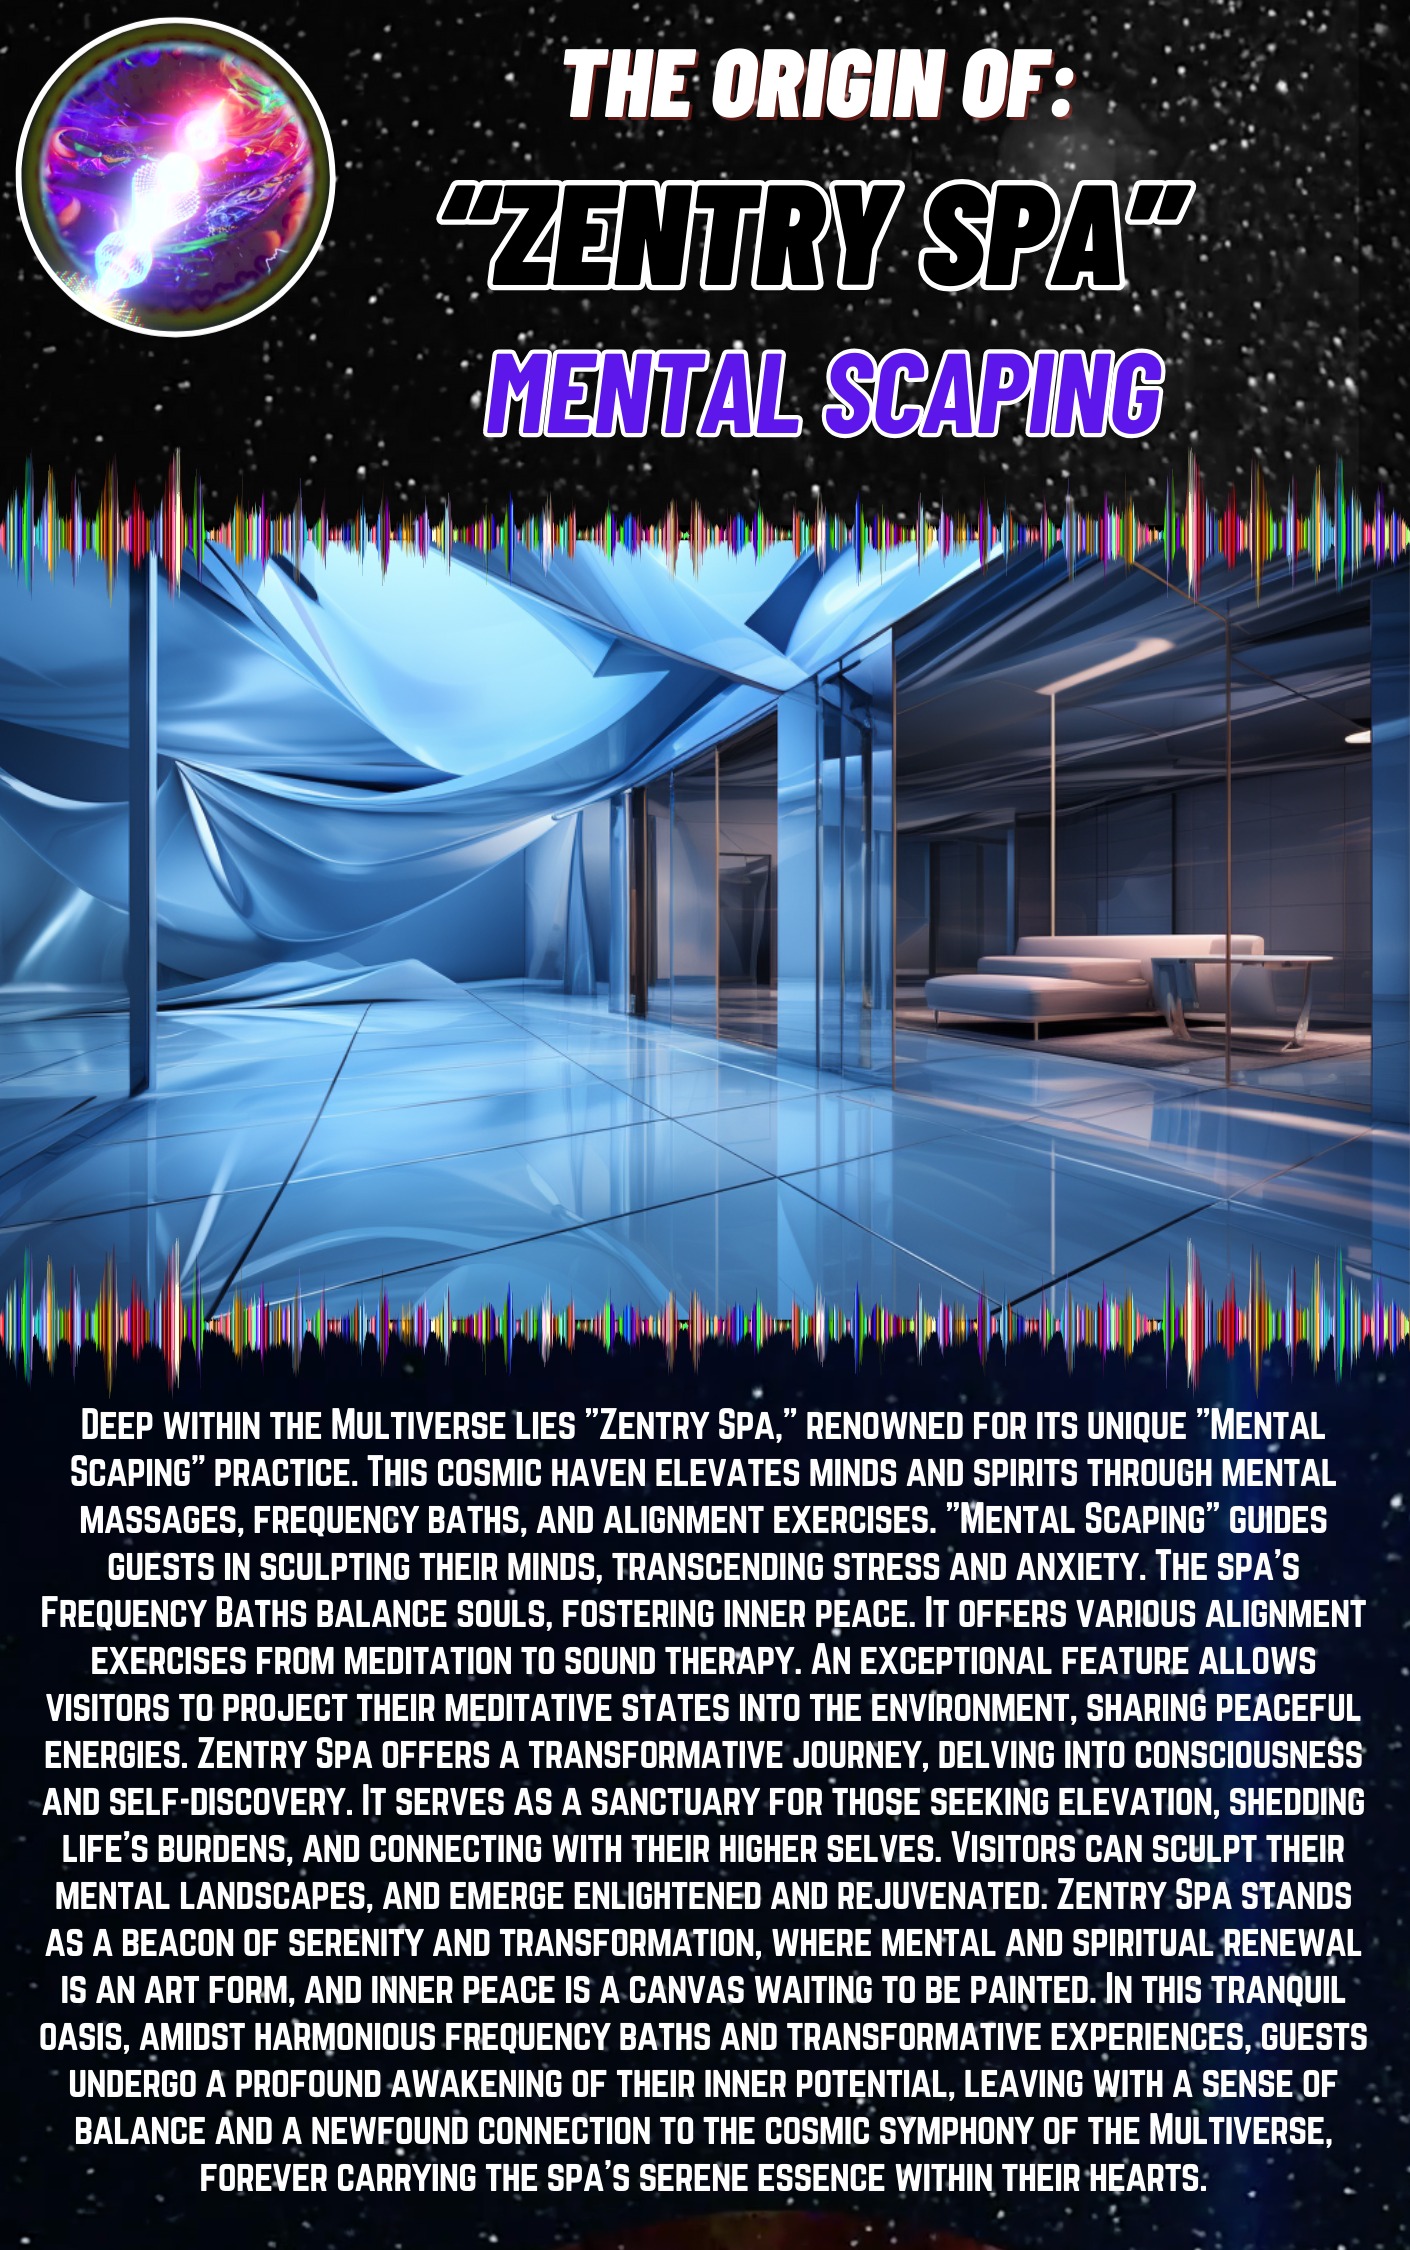 THE ORIGIN OF:
"ZENTRY SPA"
MENTAL SCAPING
Deep within the Multiverse lies "Zentry Spa," renowned for its unique "Mental
Scaping" practice. This cosmic haven elevates minds and spirits through mental
massages, frequency baths, and alignment exercises. "Mental Scaping" guides
guests in sculpting their minds, transcending stress and anxiety. The spa's
Frequency Baths balance souls, fostering inner peace. It offers various alignment
exercises from meditation to sound therapy. An exceptional feature allows
visitors to project their meditative states into the environment, sharing peaceful
energies. Zentry Spa offers a transformative journey, delving into consciousness
and self-discovery. It serves as a sanctuary for those seeking elevation, shedding
life's burdens, and connecting with their higher selves. Visitors can sculpt their
mental landscapes, and emerge enlightened and rejuvenated. Zentry Spa stands
as a beacon of serenity and transformation, where mental and spiritual renewal
is an art form, and inner peace is a canvas waiting to be painted. In this tranquil
oasis, amidst harmonious frequency baths and transformative experiences, guests
undergo a profound awakening of their inner potential, leaving with a sense of
balance and a newfound connection to the cosmic symphony of the Multiverse,
forever carrying the spa's serene essence within their hearts.